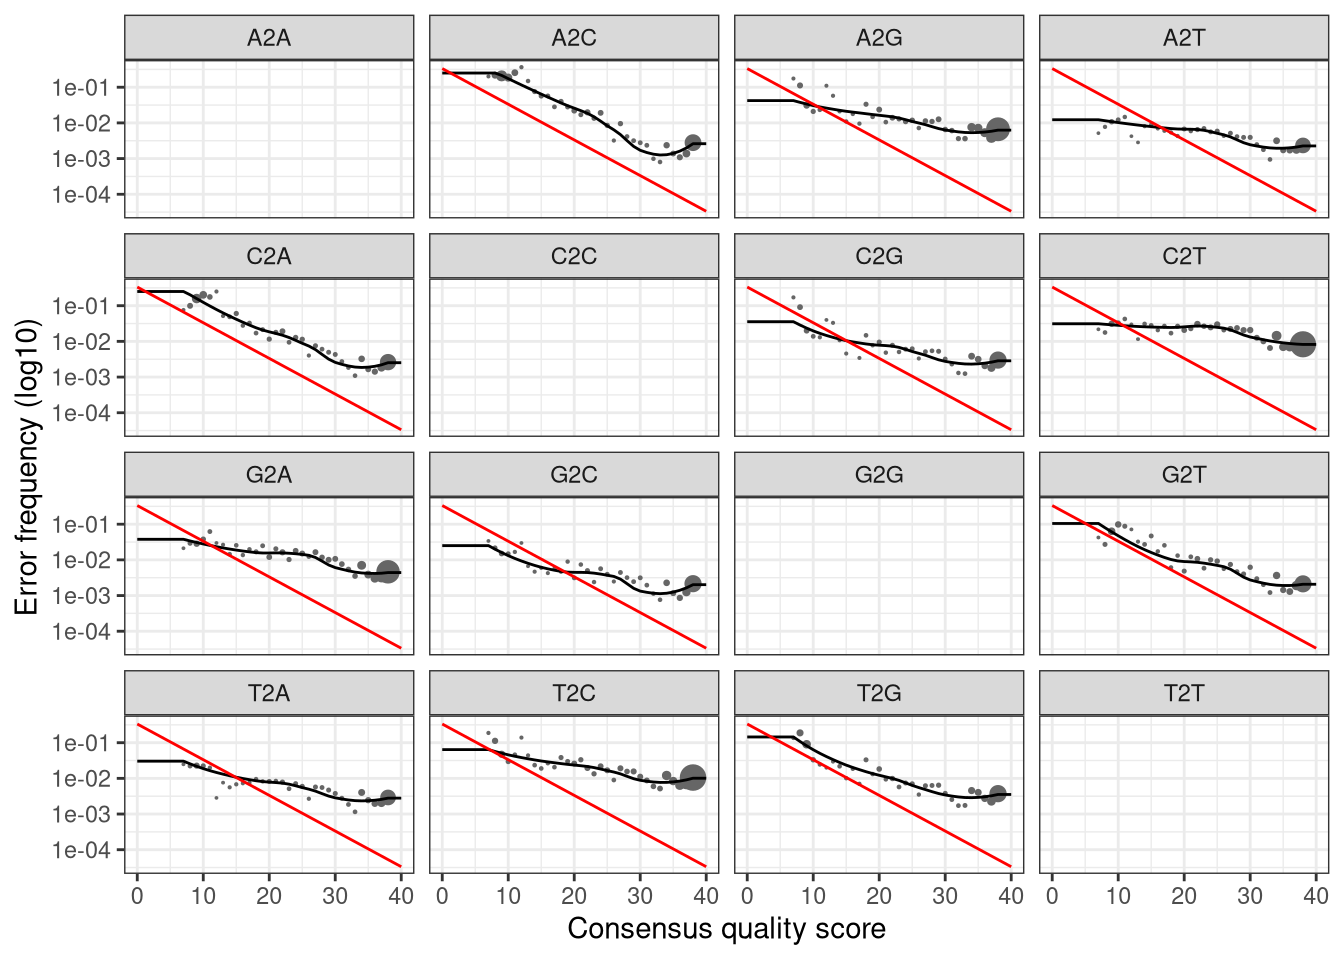 A2A A2C A2G A2T
1e-01
1e-02
1e-03
1e-04
C2A C2C C2G C2T
1e-01
1e-02
1e-03
1e-04
G2A G2C G2G G2T
1e-01
1e-02
1e-03
1e-04
T2A T2C T2G T2T
1e-01
1e-02
1e-03
1e-04
0 10 20 30 40 0 10 20 30 40 0 10 20 30 40 0 10 20 30 40
Consensus quality score
Error frequency (log10)